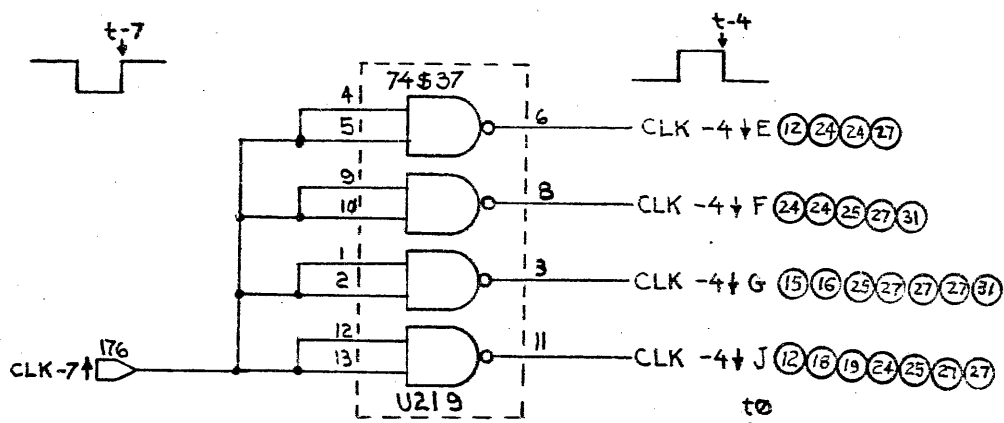 t-7
t-4
74S37
4
5
6
CLK -4↓E 12 24 24 27
9
10
8
CLK -4↓ F 24 24 25 27 31
1
2
3
CLK -4↓ G 15 16 25 27 27 27 31
12
13
11
CLK -4↓ J 12 18 19 24 25 27 27
CLK-7↑
176
U219
t0